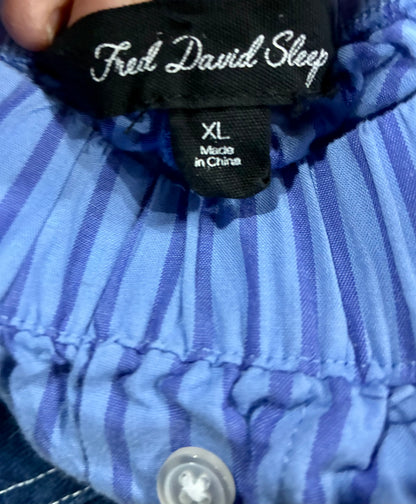 Fred David Sleep
XL
Made
in China